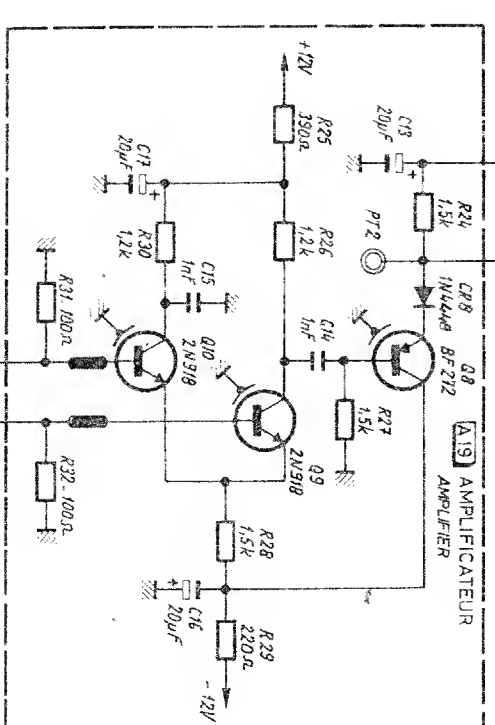 +12V
R25
390Ω
C17
20µF
+
R30
1,2k
R26
1,2k
C15
1nF
R31 - 100Ω
Q10
2N918
C14
1nF
Q9
2N918
R32 - 100Ω
C13
20µF
+
R24
1,5k
PT2
CR8
1N4448
Q8
BF272
R27
1,5k
A19 AMPLIFICATEUR
AMPLIFIER
R28
1,5k
C16
20µF
+
R29
220Ω
-12V